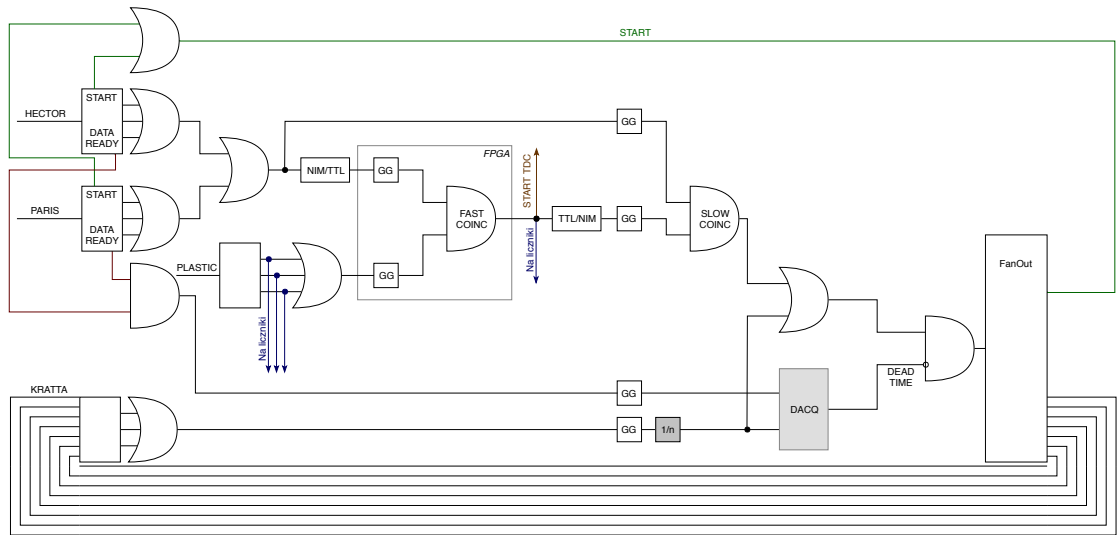 START
START
HECTOR
DATA
READY
GG
FPGA
NIM/TTL
GG
START TDC
START
PARIS
DATA
READY
FAST
COINC
TTL/NIM
GG
SLOW
COINC
Na liczniki
PLASTIC
GG
FanOut
Na liczniki
DEAD
TIME
KRATTA
GG
DACQ
GG
1/n